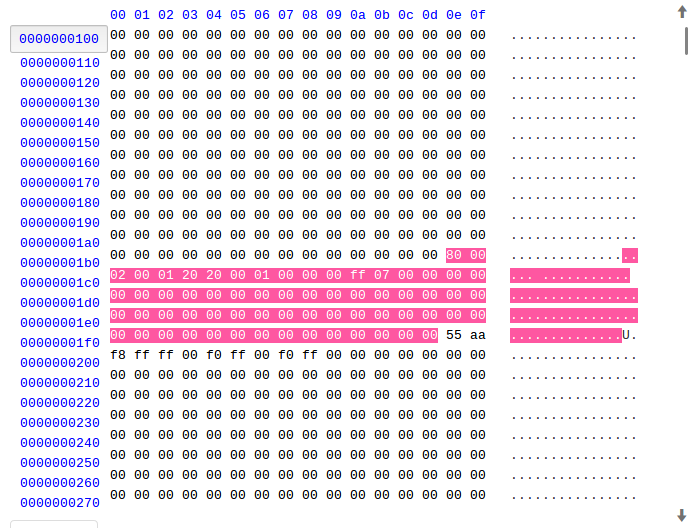 00 01 02 03 04 05 06 07 08 09 0a 0b 0c 0d 0e 0f
0000000100 00 00 00 00 00 00 00 00 00 00 00 00 00 00 00 00 ................
0000000110 00 00 00 00 00 00 00 00 00 00 00 00 00 00 00 00 ................
0000000120 00 00 00 00 00 00 00 00 00 00 00 00 00 00 00 00 ................
0000000130 00 00 00 00 00 00 00 00 00 00 00 00 00 00 00 00 ................
0000000140 00 00 00 00 00 00 00 00 00 00 00 00 00 00 00 00 ................
0000000150 00 00 00 00 00 00 00 00 00 00 00 00 00 00 00 00 ................
0000000160 00 00 00 00 00 00 00 00 00 00 00 00 00 00 00 00 ................
0000000170 00 00 00 00 00 00 00 00 00 00 00 00 00 00 00 00 ................
0000000180 00 00 00 00 00 00 00 00 00 00 00 00 00 00 00 00 ................
0000000190 00 00 00 00 00 00 00 00 00 00 00 00 00 00 00 00 ................
00000001a0 00 00 00 00 00 00 00 00 00 00 00 00 00 00 00 00 ................
00000001b0 00 00 00 00 00 00 00 00 00 00 00 00 00 00 80 00 ................
00000001c0 02 00 01 20 20 00 01 00 00 00 ff 07 00 00 00 00 ... ...........
00000001d0 00 00 00 00 00 00 00 00 00 00 00 00 00 00 00 00 ................
00000001e0 00 00 00 00 00 00 00 00 00 00 00 00 00 00 00 00 ................
00000001f0 00 00 00 00 00 00 00 00 00 00 00 00 00 00 55 aa ..............U.
0000000200 f8 ff ff 00 f0 ff 00 f0 ff 00 00 00 00 00 00 00 ................
0000000210 00 00 00 00 00 00 00 00 00 00 00 00 00 00 00 00 ................
0000000220 00 00 00 00 00 00 00 00 00 00 00 00 00 00 00 00 ................
0000000230 00 00 00 00 00 00 00 00 00 00 00 00 00 00 00 00 ................
0000000240 00 00 00 00 00 00 00 00 00 00 00 00 00 00 00 00 ................
0000000250 00 00 00 00 00 00 00 00 00 00 00 00 00 00 00 00 ................
0000000260 00 00 00 00 00 00 00 00 00 00 00 00 00 00 00 00 ................
0000000270 00 00 00 00 00 00 00 00 00 00 00 00 00 00 00 00 ................